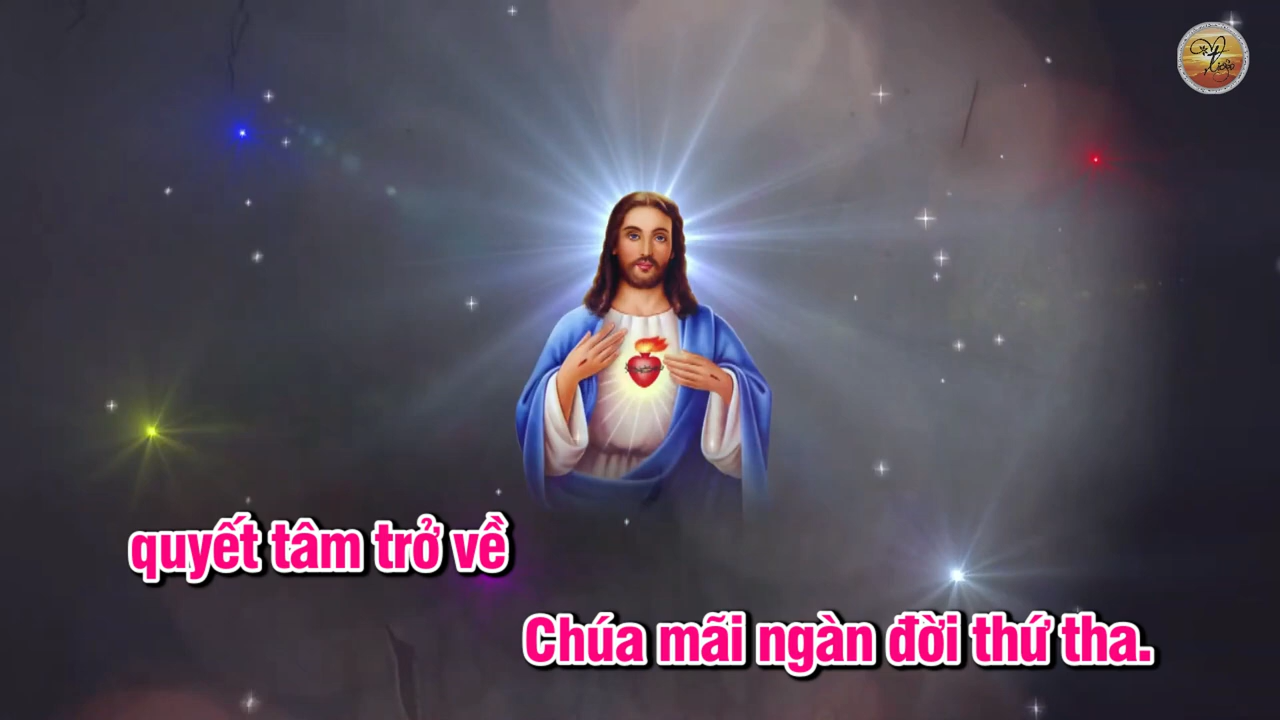 quyết tâm trở về
Chúa mãi ngàn đời thứ tha.